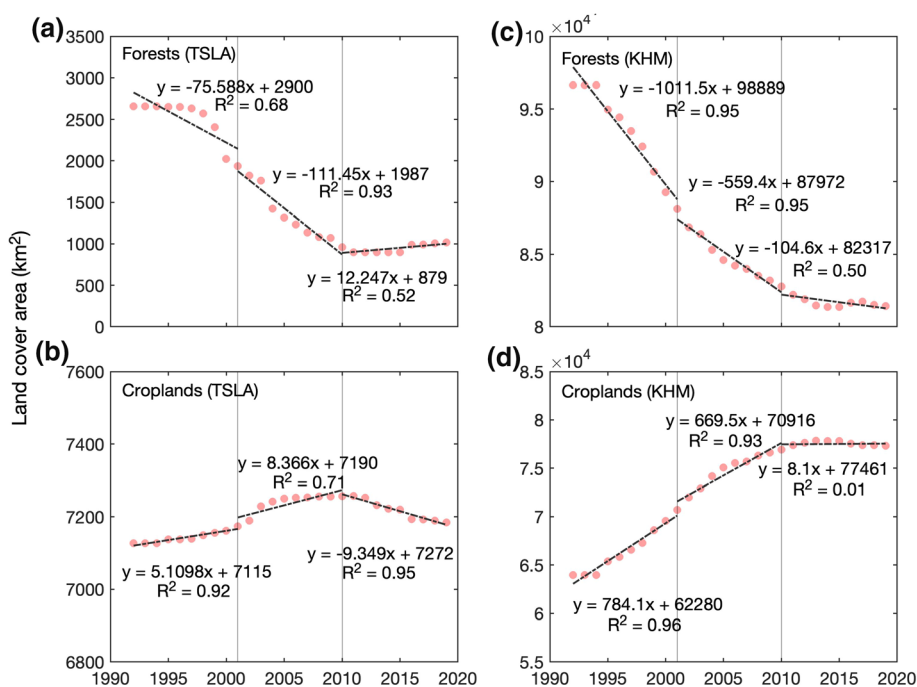 Land cover area (km²)
(a)
3500
3000
2500
2000
1500
1000
500
0
Forests (TSLA)
y = -75.588x + 2900
R² = 0.68
y = -111.45x + 1987
R² = 0.93
y = 12.247x + 879
R² = 0.52
(c)
×10⁴
10
9.5
9
8.5
8
Forests (KHM)
y = -1011.5x + 98889
R² = 0.95
y = -559.4x + 87972
R² = 0.95
y = -104.6x + 82317
R² = 0.50
(b)
7600
7400
7200
7000
6800
Croplands (TSLA)
y = 8.366x + 7190
R² = 0.71
y = -9.349x + 7272
R² = 0.95
y = 5.1098x + 7115
R² = 0.92
1990 1995 2000 2005 2010 2015 2020
(d)
×10⁴
8.5
8
7.5
7
6.5
6
5.5
Croplands (KHM)
y = 669.5x + 70916
R² = 0.93
y = 8.1x + 77461
R² = 0.01
y = 784.1x + 62280
R² = 0.96
1990 1995 2000 2005 2010 2015 2020